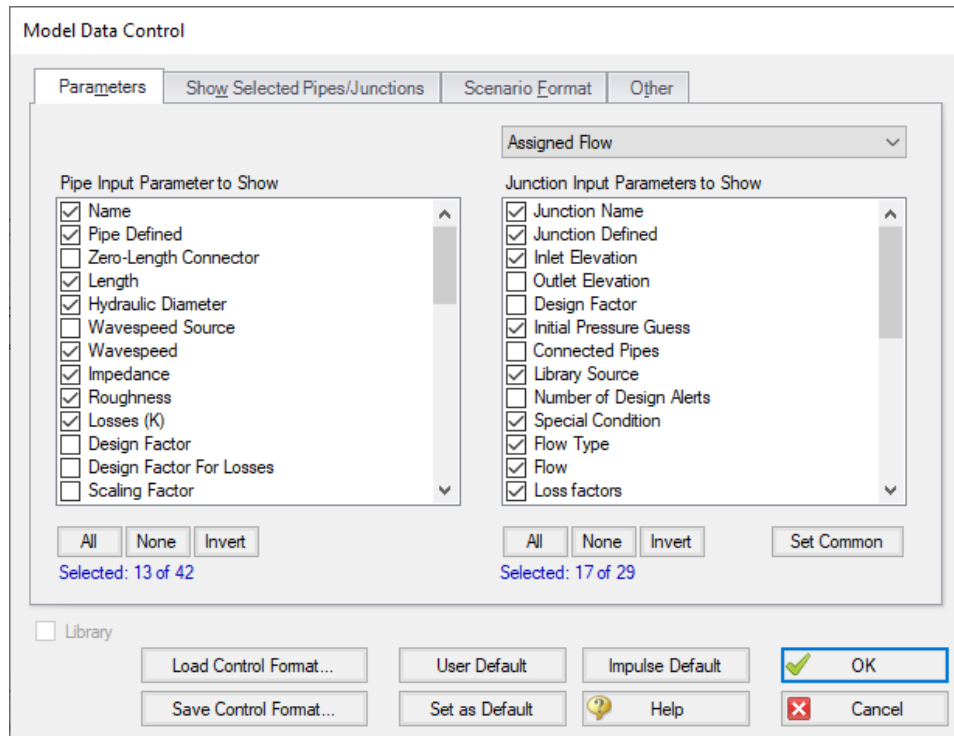 Model Data Control
Parameters
Show Selected Pipes/Junctions
Scenario Format
Other
Assigned Flow
Pipe Input Parameter to Show
Name
Pipe Defined
Zero-Length Connector
Length
Hydraulic Diameter
Wavespeed Source
Wavespeed
Impedance
Roughness
Losses (K)
Design Factor
Design Factor For Losses
Scaling Factor
All
None
Invert
Selected: 13 of 42
Junction Input Parameters to Show
Junction Name
Junction Defined
Inlet Elevation
Outlet Elevation
Design Factor
Initial Pressure Guess
Connected Pipes
Library Source
Number of Design Alerts
Special Condition
Flow Type
Flow
Loss factors
All
None
Invert
Set Common
Selected: 17 of 29
Library
Load Control Format...
User Default
Impulse Default
OK
Save Control Format...
Set as Default
Help
Cancel